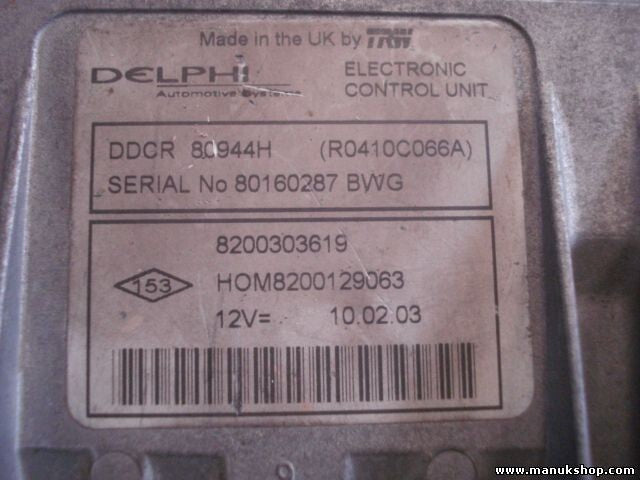 Made in the UK by TRW
DELPHI
Automotive Systems
ELECTRONIC
CONTROL UNIT
DDCR 80944H (R0410C066A)
SERIAL No 80160287 BWG
8200303619
153
HOM8200129063
12V= 10.02.03
9
www.manukshop.com